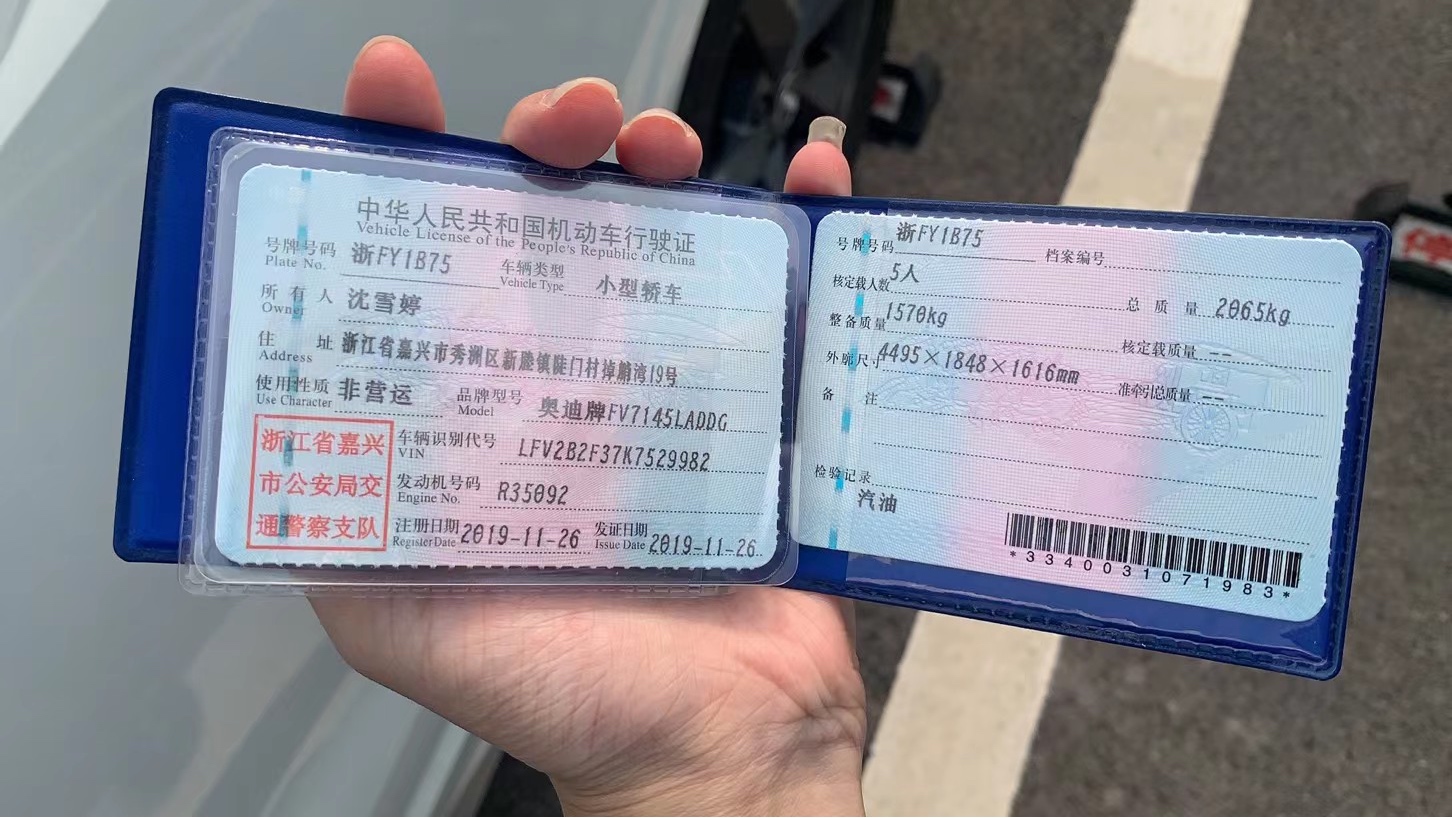 中华人民共和国机动车行驶证
Vehicle License of the People's Republic of China
号牌号码 浙FY1B75 车辆类型 小型轿车
Plate No. Vehicle Type
所有人 沈雪婷
Owner
住址 浙江省嘉兴市秀洲区新塍镇陡门村掉鹏湾19号
Address
使用性质 非营运 品牌型号 奥迪牌FV7145LADDG
Use Character Model
浙江省嘉兴
市公安局交
通警察支队
车辆识别代号 LFV2B2F37K7529982
VIN
发动机号码 R35092
Engine No.
注册日期 2019-11-26 发证日期 2019-11-26
Register Date Issue Date
号牌号码 浙FY1B75 档案编号
核定载人数 5人 总质量 2065kg
整备质量 1570kg 核定载质量 --
外廓尺寸 4495×1848×1616mm 准牵引总质量 --
备注
检验记录
汽油
*3340031071983*